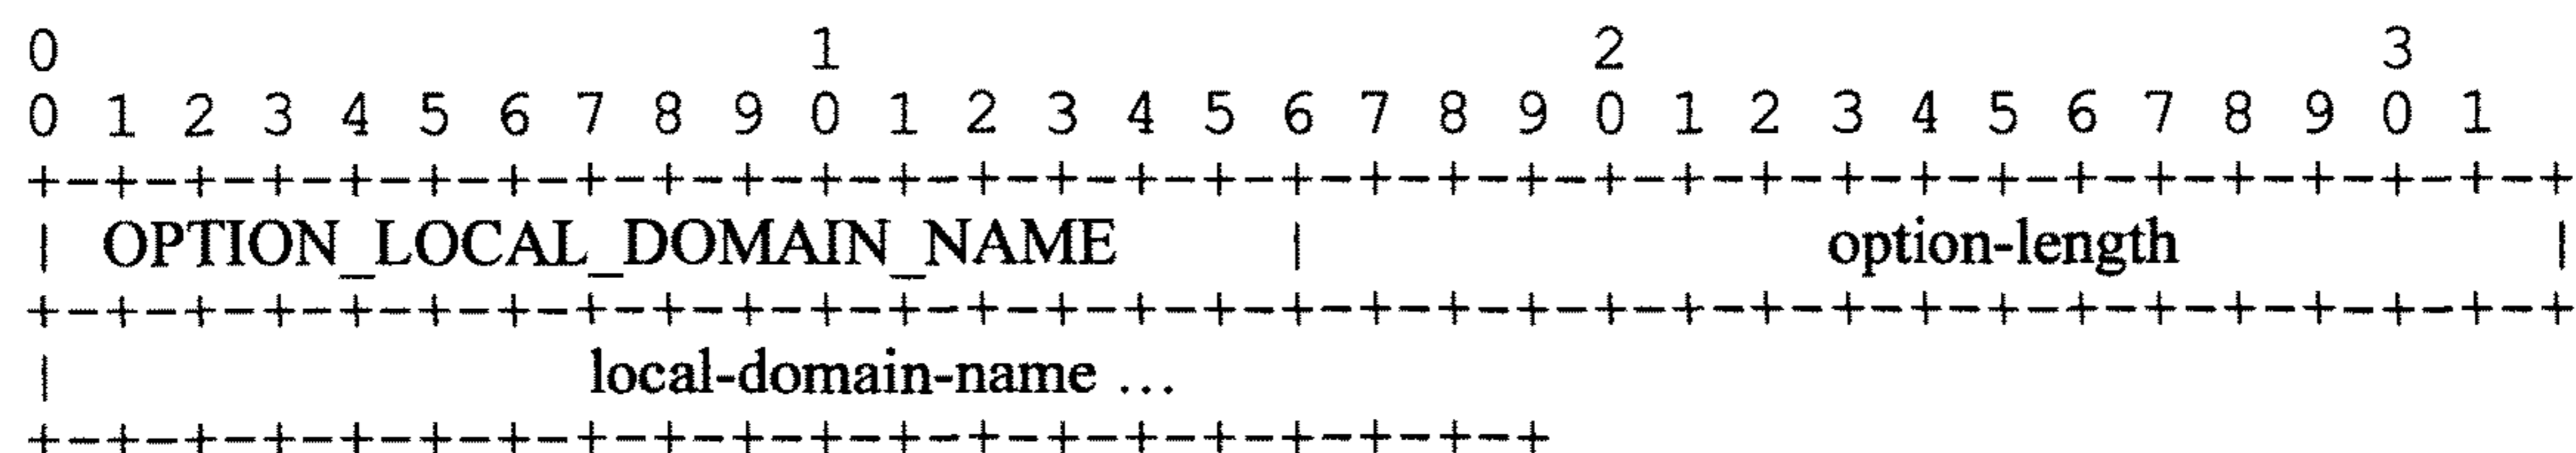 0 1 2 3
0 1 2 3 4 5 6 7 8 9 0 1 2 3 4 5 6 7 8 9 0 1 2 3 4 5 6 7 8 9 0 1
+-+-+-+-+-+-+-+-+-+-+-+-+-+-+-+-+-+-+-+-+-+-+-+-+-+-+-+-+-+-+-+-+
| OPTION_LOCAL_DOMAIN_NAME | option-length |
+-+-+-+-+-+-+-+-+-+-+-+-+-+-+-+-+-+-+-+-+-+-+-+-+-+-+-+-+-+-+-+-+
| local-domain-name ...
+-+-+-+-+-+-+-+-+-+-+-+-+-+-+-+-+-+-+-+